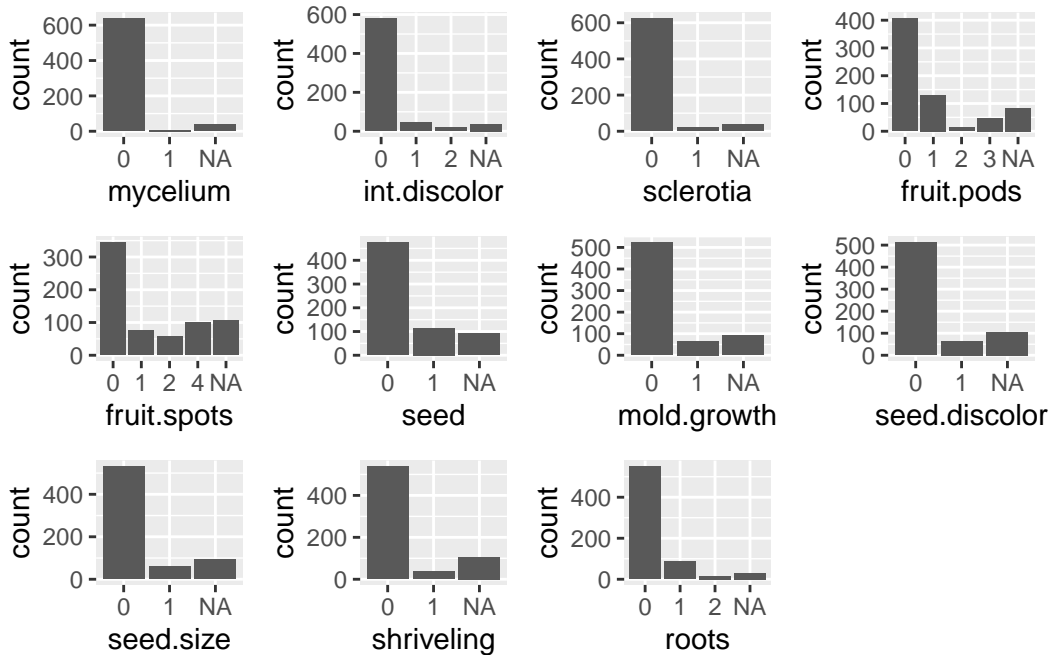 600
400
200
0
count
0 1 NA
mycelium
600
400
200
0
count
0 1 2 NA
int.discolor
600
400
200
0
count
0 1 NA
sclerotia
400
300
200
100
0
count
0 1 2 3 NA
fruit.pods
300
200
100
0
count
0 1 2 4 NA
fruit.spots
400
300
200
100
0
count
0 1 NA
seed
500
400
300
200
100
0
count
0 1 NA
mold.growth
500
400
300
200
100
0
count
0 1 NA
seed.discolor
400
200
0
count
0 1 NA
seed.size
400
200
0
count
0 1 NA
shriveling
400
200
0
count
0 1 2 NA
roots